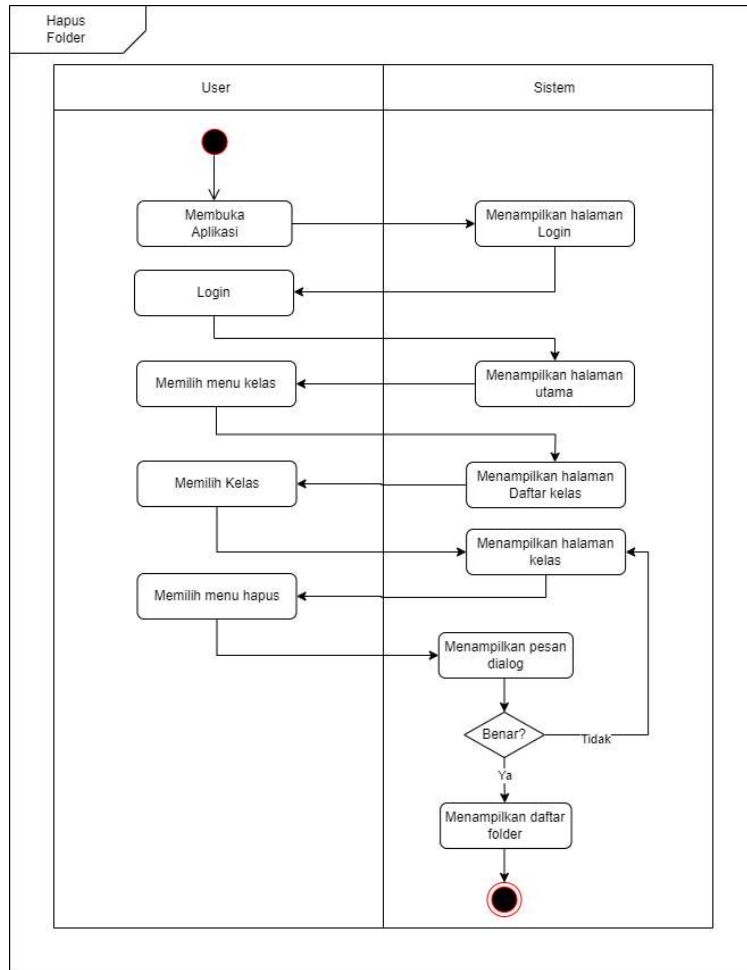 Hapus
Folder
User
Sistem
Membuka
Aplikasi
Menampilkan halaman
Login
Login
Menampilkan halaman
utama
Memilih menu kelas
Menampilkan halaman
Daftar kelas
Memilih Kelas
Menampilkan halaman
kelas
Memilih menu hapus
Menampilkan pesan
dialog
Benar?
Tidak
Ya
Menampilkan daftar
folder